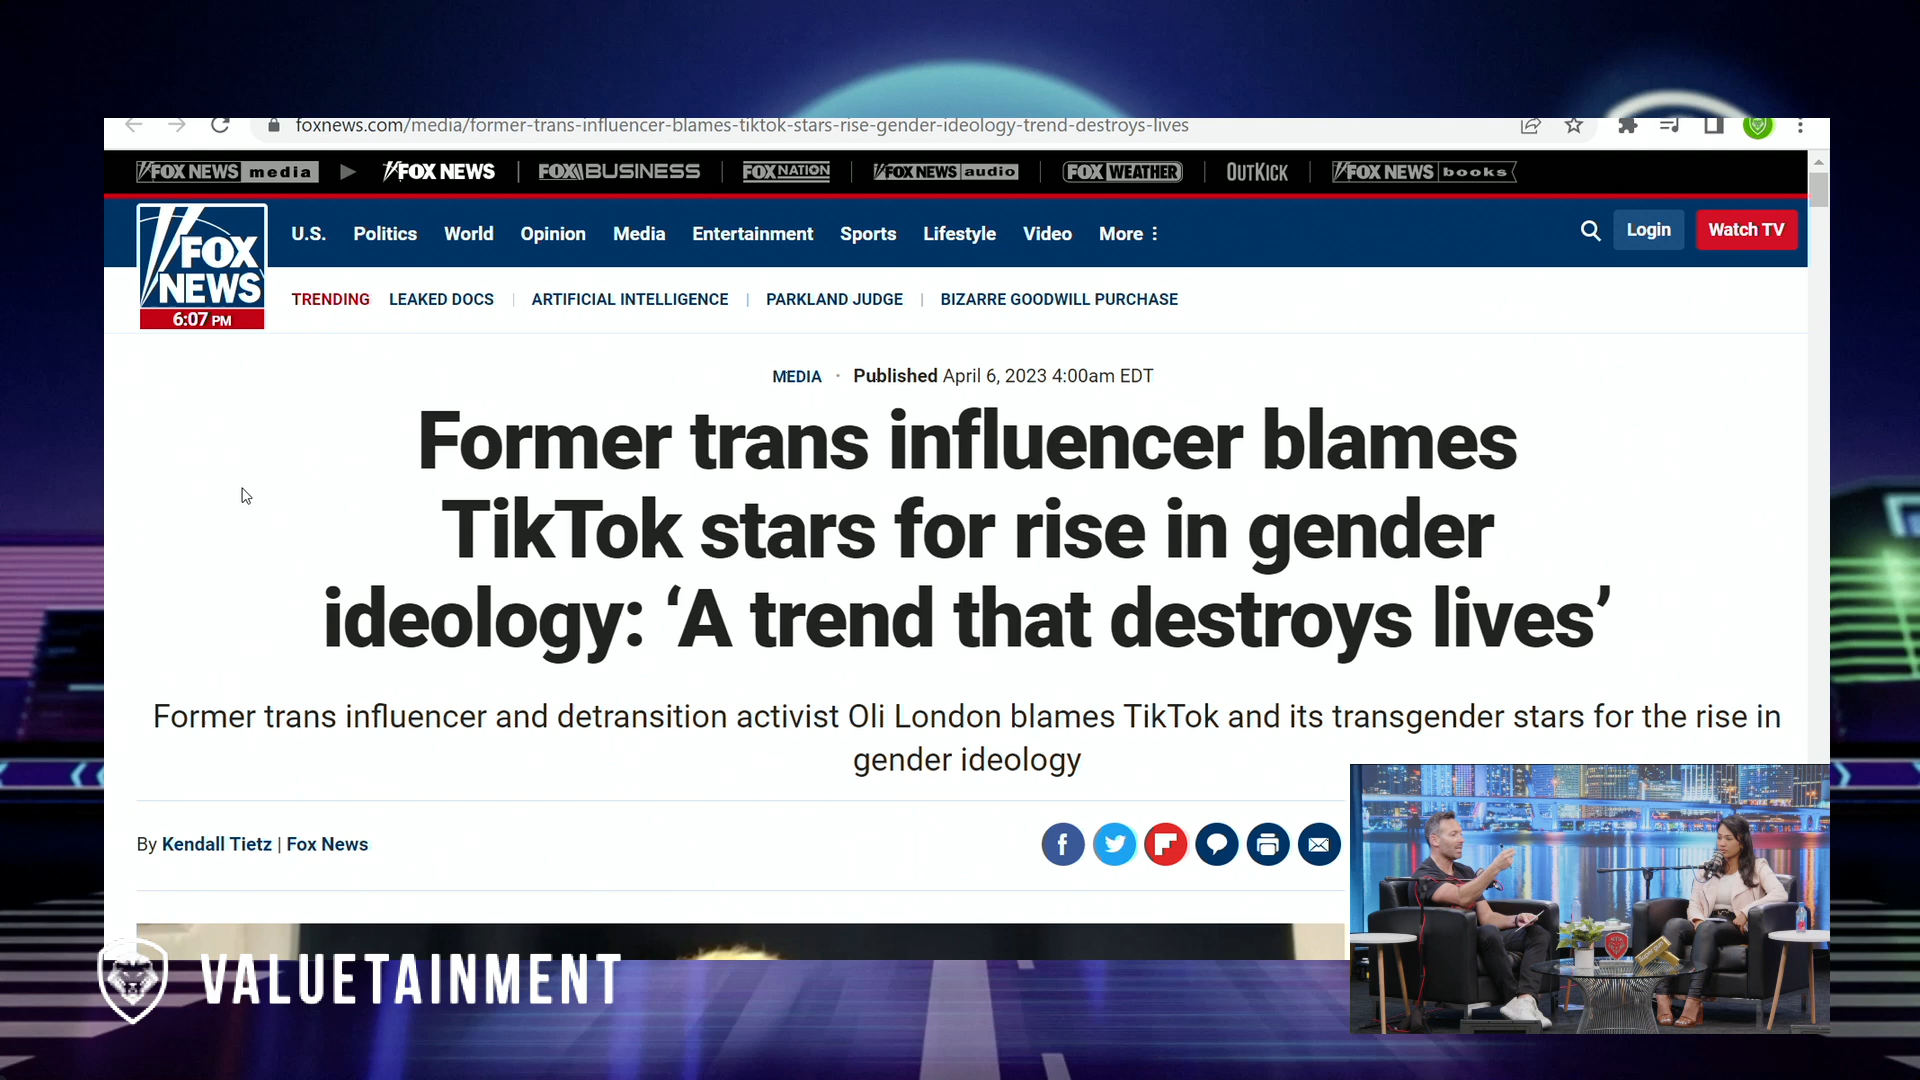 foxnews.com/media/former-trans-influencer-blames-tiktok-stars-rise-gender-ideology-trend-destroys-lives
FOX NEWS media
FOX NEWS
FOX BUSINESS
FOX NATION
FOX NEWS audio
FOX WEATHER
OUTKICK
FOX NEWS books
FOX NEWS
6:07 PM
U.S. Politics World Opinion Media Entertainment Sports Lifestyle Video More
Login
Watch TV
TRENDING LEAKED DOCS | ARTIFICIAL INTELLIGENCE | PARKLAND JUDGE | BIZARRE GOODWILL PURCHASE
MEDIA · Published April 6, 2023 4:00am EDT
Former trans influencer blames
TikTok stars for rise in gender
ideology: ‘A trend that destroys lives’
Former trans influencer and detransition activist Oli London blames TikTok and its transgender stars for the rise in
gender ideology
By Kendall Tietz | Fox News
VALUETAINMENT